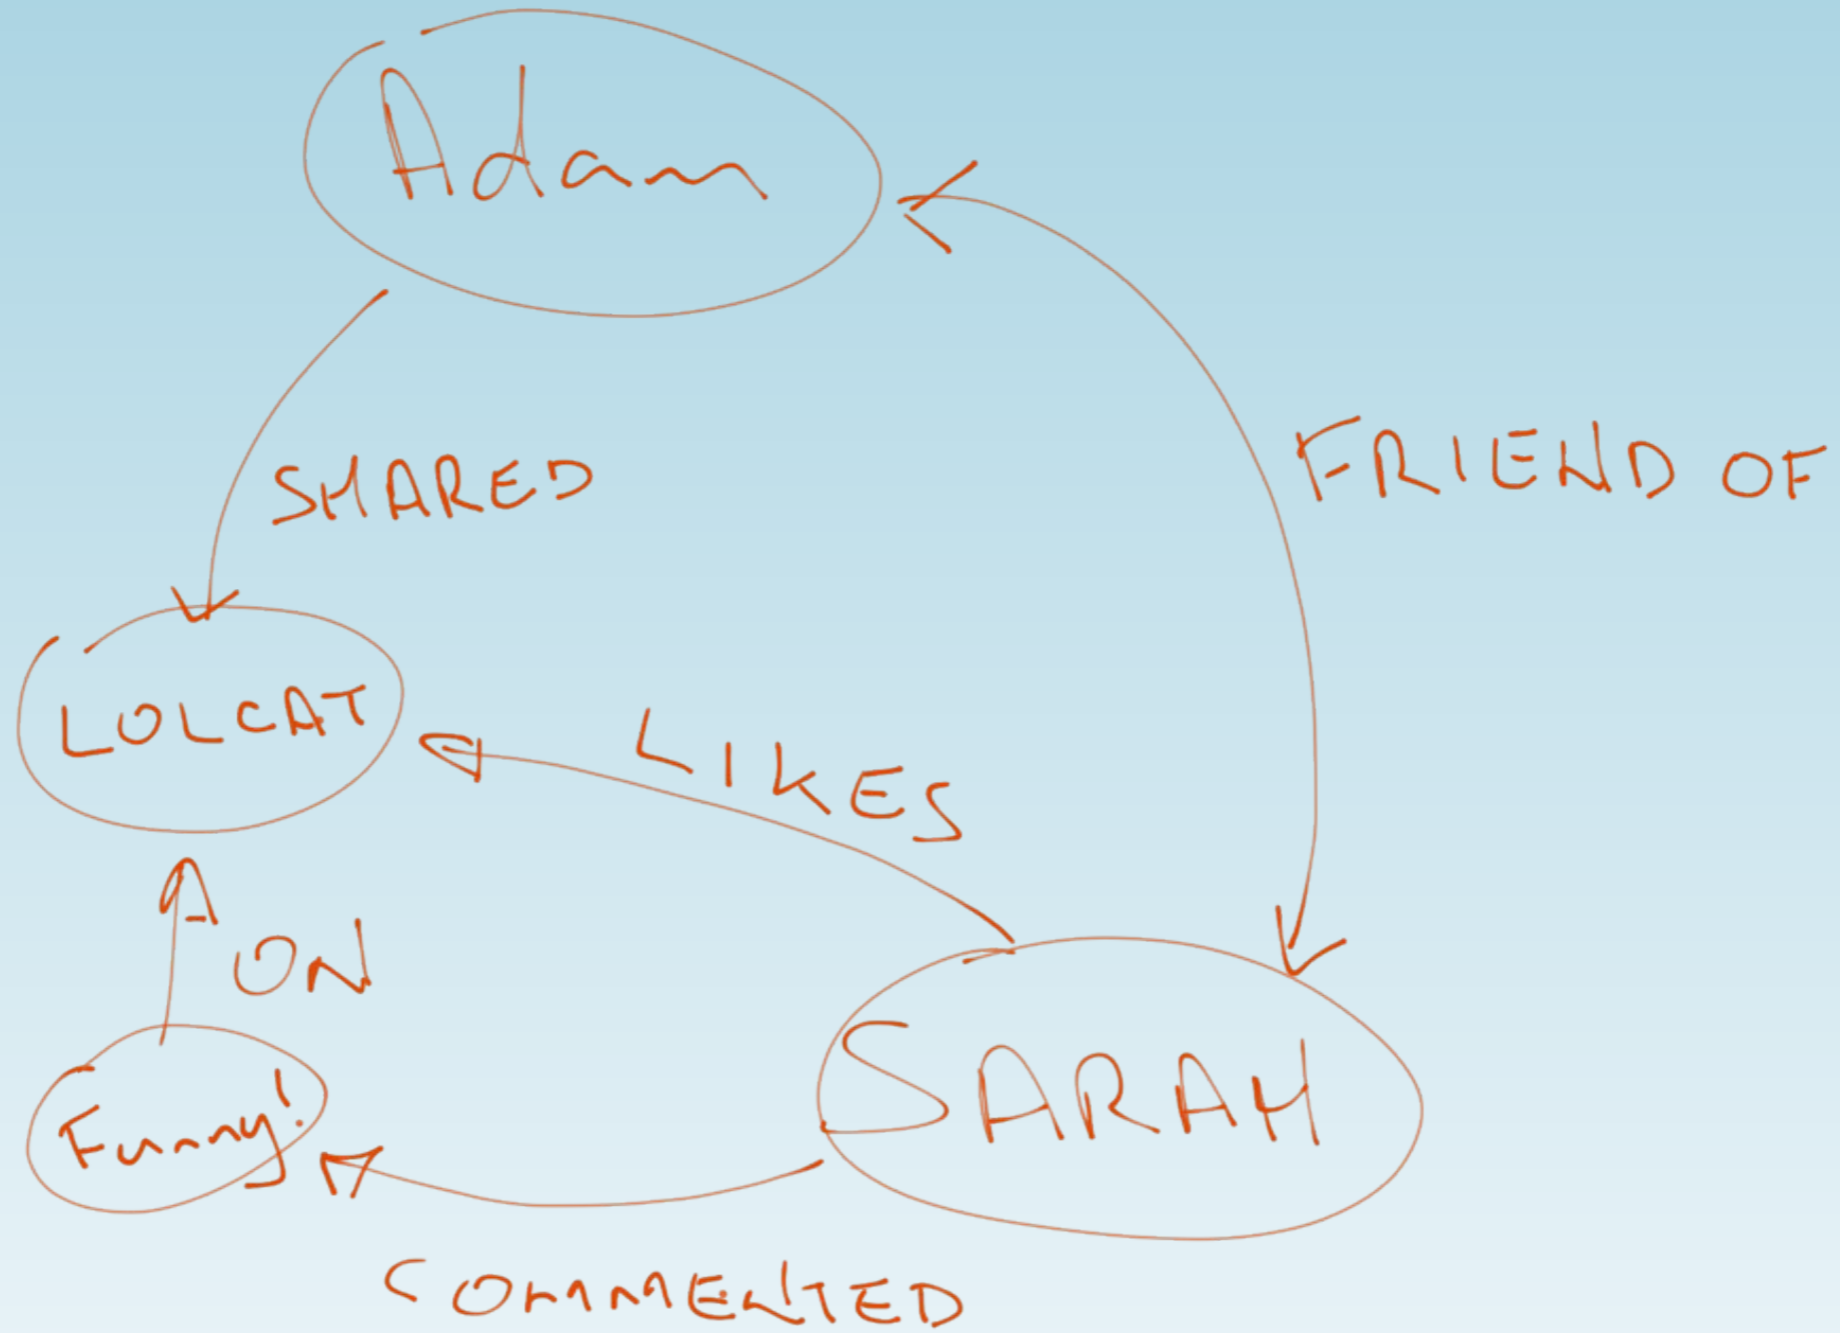 Adam
SHARED
FRIEND OF
LOLCAT
LIKES
ON
Funny!
SARAH
COMMENTED